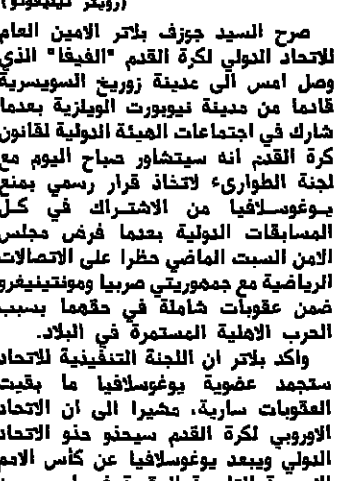 (رويتر تيليفوتو)
صرح السيد جوزف بلاتر الامين العام
للاتحاد الدولي لكرة القدم "الفيفا" الذي
وصل امس الى مدينة زوريخ السويسرية
قادما من مدينة نيوبورت الويلزية بعدما
شارك في اجتماعات الهيئة الدولية لقانون
كرة القدم انه سيتشاور صباح اليوم مع
لجنة الطوارىء لاتخاذ قرار رسمي بمنع
يوغوسلافيا من الاشتراك في كل
المسابقات الدولية بعدما فرض مجلس
الامن السبت الماضي حظرا على الاتصالات
الرياضية مع جمهوريتي صربيا ومونتينيغرو
ضمن عقوبات شاملة في حقهما بسبب
الحرب الاهلية المستمرة في البلاد.
واكد بلاتر ان اللجنة التنفيذية للاتحاد
ستجمد عضوية يوغوسلافيا ما بقيت
العقوبات سارية، مشيرا الى ان الاتحاد
الاوروبي لكرة القدم سيحذو حذو الاتحاد
الدولي ويبعد يوغوسلافيا عن كأس الامم